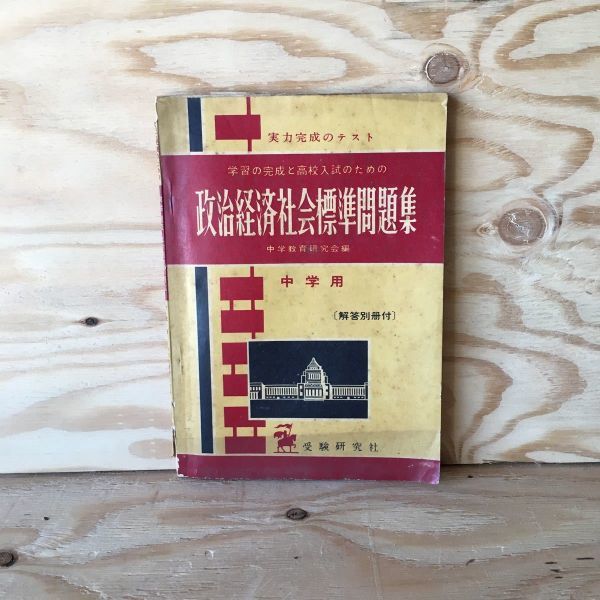 実力完成のテスト
学習の完成と高校入試のための
政治経済社会標準問題集
中学教育研究会編
中学用
〔解答別冊付〕
受験研究社